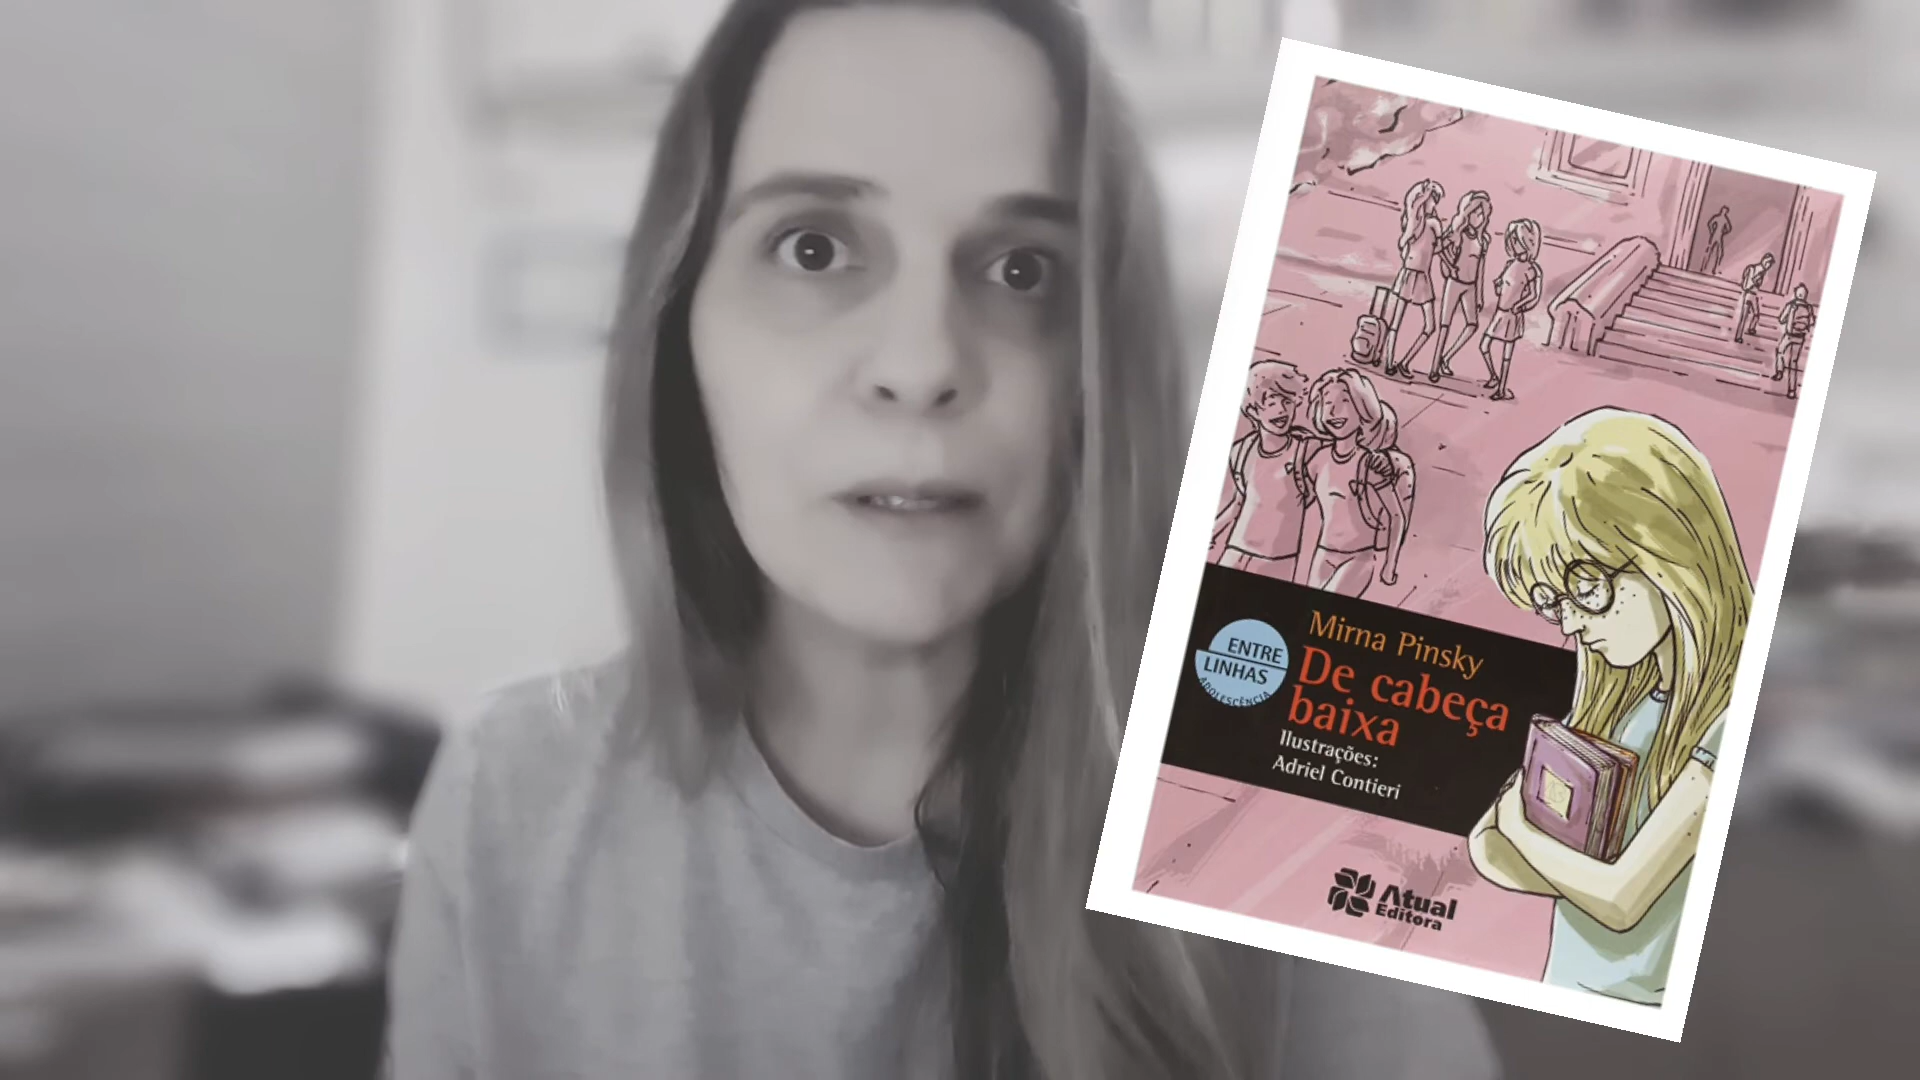 Mirna Pinsky
ENTRE
LINHAS
ADOLESCÊNCIA
De cabeça
baixa
Ilustrações:
Adriel Contieri
Atual
Editora